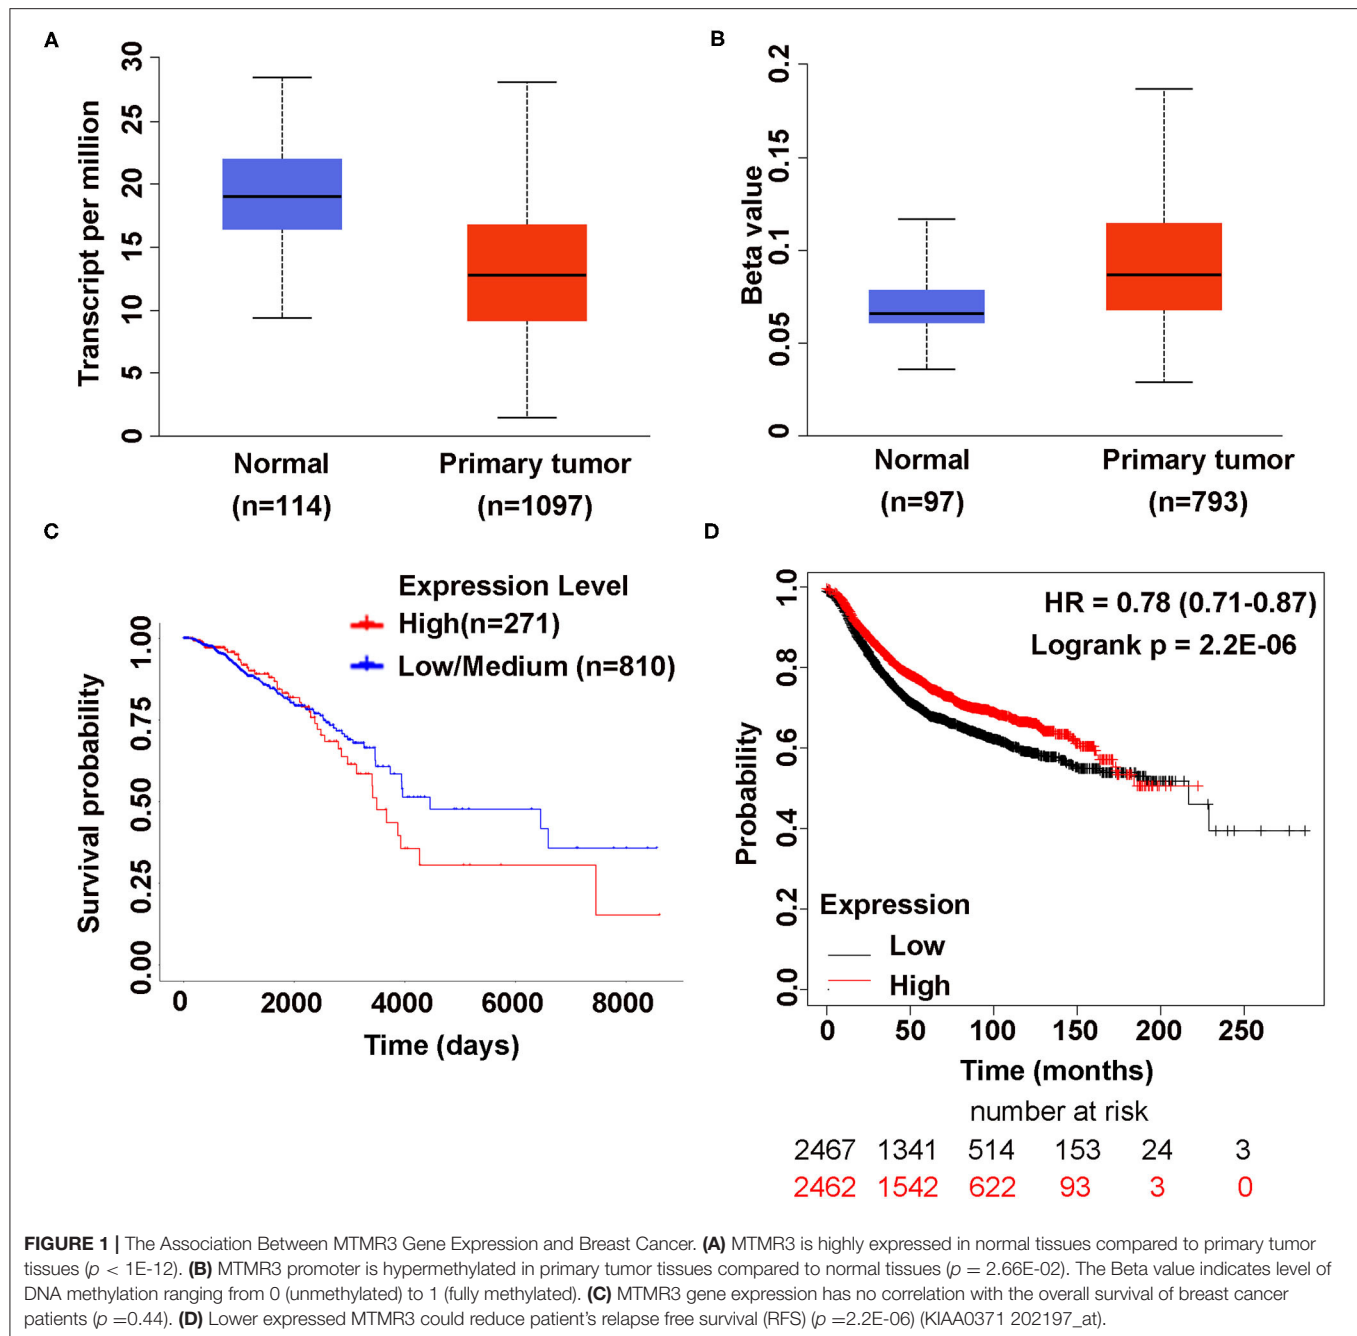 A
30
25
20
15
10
5
0
Transcript per million
Normal
(n=114)
Primary tumor
(n=1097)
B
0.2
0.15
0.1
0.05
0
Beta value
Normal
(n=97)
Primary tumor
(n=793)
C
Expression Level
High(n=271)
Low/Medium (n=810)
1.00
0.75
0.50
0.25
0.00
Survival probability
0 2000 4000 6000 8000
Time (days)
D
HR = 0.78 (0.71-0.87)
Logrank p = 2.2E-06
1.0
0.8
0.6
0.4
0.2
0.0
Probability
Expression
Low
High
0 50 100 150 200 250
Time (months)
number at risk
2467 1341 514 153 24 3
2462 1542 622 93 3 0
FIGURE 1 | The Association Between MTMR3 Gene Expression and Breast Cancer. (A) MTMR3 is highly expressed in normal tissues compared to primary tumor
tissues (p < 1E-12). (B) MTMR3 promoter is hypermethylated in primary tumor tissues compared to normal tissues (p = 2.66E-02). The Beta value indicates level of
DNA methylation ranging from 0 (unmethylated) to 1 (fully methylated). (C) MTMR3 gene expression has no correlation with the overall survival of breast cancer
patients (p =0.44). (D) Lower expressed MTMR3 could reduce patient's relapse free survival (RFS) (p =2.2E-06) (KIAA0371 202197_at).